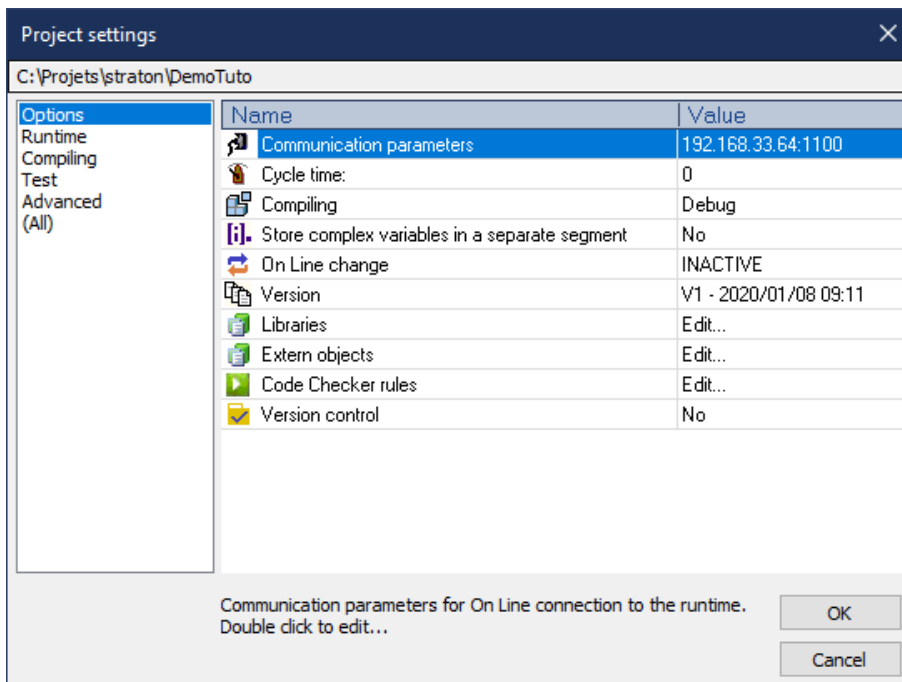 Project settings
C:\Projets\straton\DemoTuto
Options
Runtime
Compiling
Test
Advanced
(All)
Name Value
Communication parameters 192.168.33.64:1100
Cycle time: 0
Compiling Debug
Store complex variables in a separate segment No
On Line change INACTIVE
Version V1 - 2020/01/08 09:11
Libraries Edit...
Extern objects Edit...
Code Checker rules Edit...
Version control No
Communication parameters for On Line connection to the runtime.
Double click to edit...
OK
Cancel